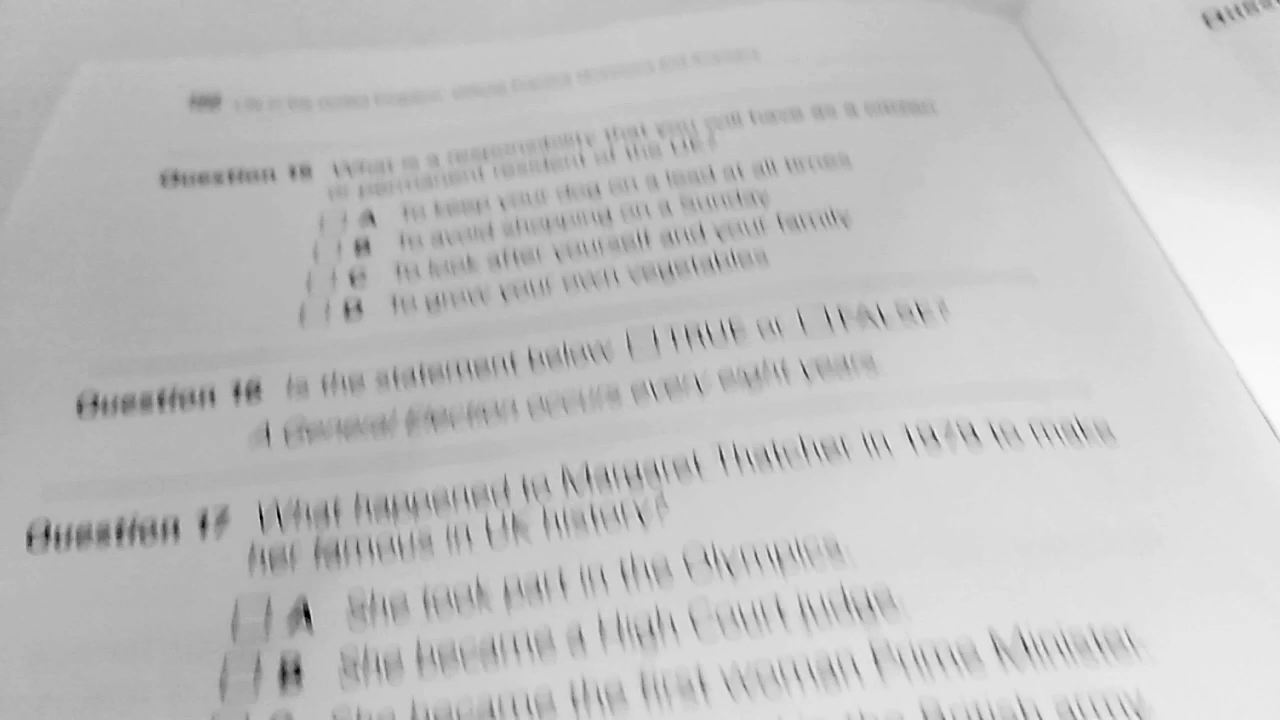 Question 15 What is a responsibility that you will have as a citizen
or permanent resident of the UK?
A To keep your dog on a lead at all times
B To avoid shopping on a Sunday
C To look after yourself and your family
D To grow your own vegetables
Question 16 Is the statement below TRUE or FALSE?
A General Election occurs every eight years.
Question 17 What happened to Margaret Thatcher in 1979 to make
her famous in UK history?
A She took part in the Olympics.
B She became a High Court judge.
She became the first woman Prime Minister.
in the British army.